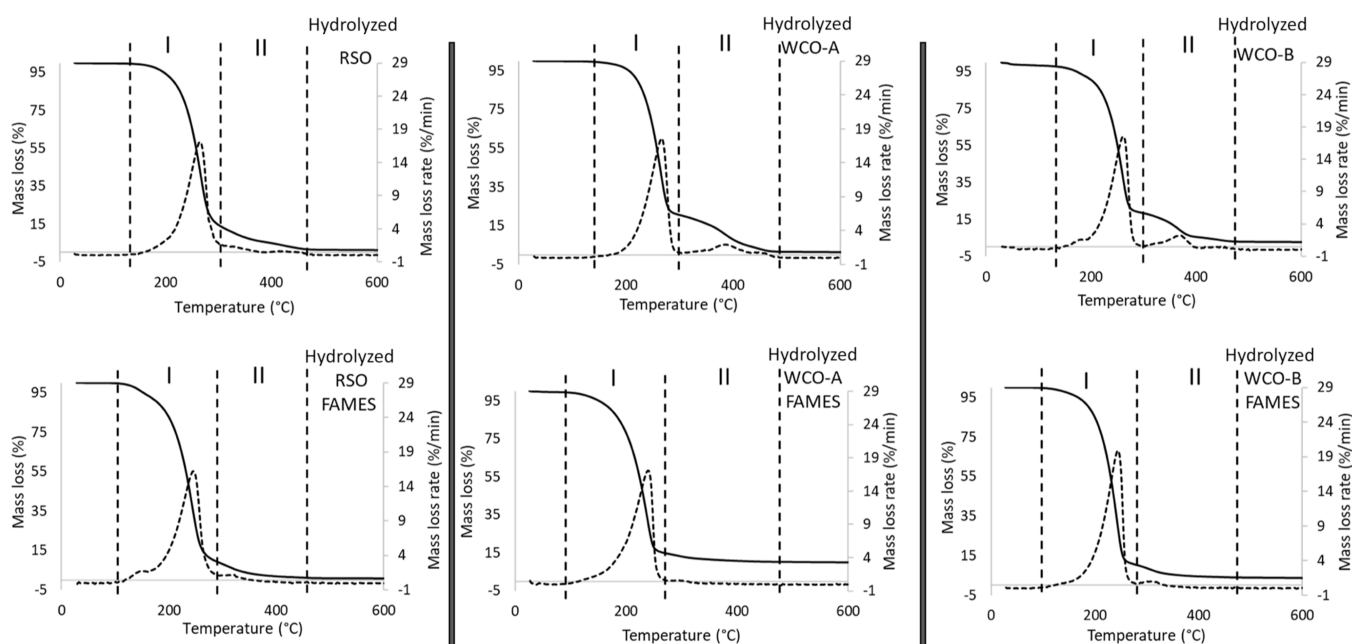 Hydrolyzed
RSO
I
II
Mass loss (%)
95
75
55
35
15
-5
29
24
19
14
9
4
-1
Mass loss rate (%/min)
0
200
400
600
Temperature (°C)
Hydrolyzed
WCO-A
I
II
Mass loss (%)
95
75
55
35
15
-5
29
24
19
14
9
4
-1
Mass loss rate (%/min)
0
200
400
600
Temperature (°C)
Hydrolyzed
WCO-B
I
II
Mass loss (%)
95
75
55
35
15
-5
29
24
19
14
9
4
-1
Mass loss rate (%/min)
0
200
400
600
Temperature (°C)
Hydrolyzed
RSO
FAMES
I
II
Mass loss (%)
95
75
55
35
15
-5
29
24
19
14
9
4
-1
Mass loss rate (%/min)
0
200
400
600
Temperature (°C)
Hydrolyzed
WCO-A
FAMES
I
II
Mass loss (%)
95
75
55
35
15
-5
29
24
19
14
9
4
-1
Mass loss rate (%/min)
0
200
400
600
Temperature (°C)
Hydrolyzed
WCO-B
FAMES
I
II
Mass loss (%)
95
75
55
35
15
-5
29
24
19
14
9
4
-1
Mass loss rate (%/min)
0
200
400
600
Temperature (°C)